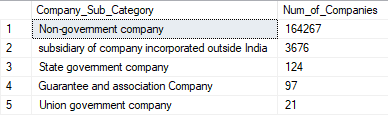 Company_Sub_Category Num_of_Companies
1 Non-government company 164267
2 subsidiary of company incorporated outside India 3676
3 State government company 124
4 Guarantee and association Company 97
5 Union government company 21